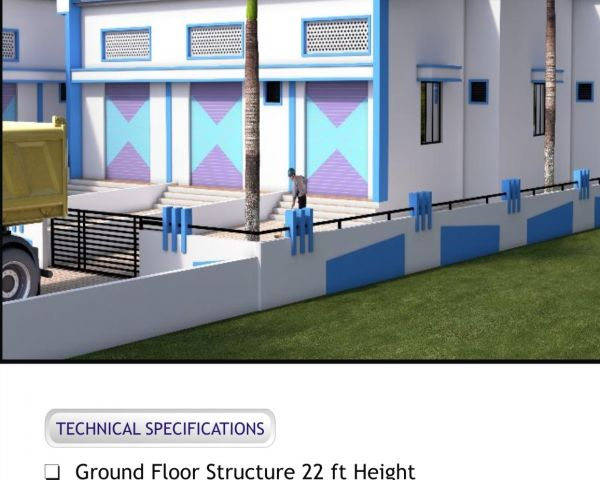 TECHNICAL SPECIFICATIONS
❑ Ground Floor Structure 22 ft Height